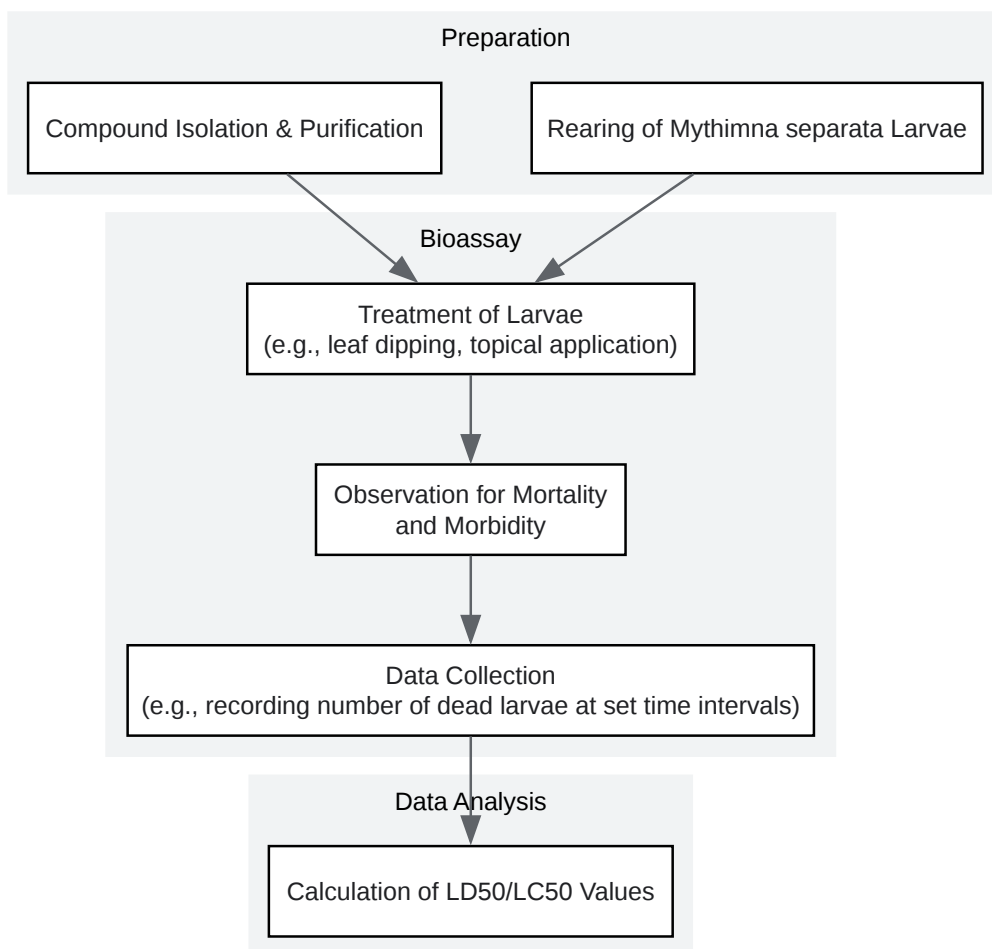 Preparation
Compound Isolation & Purification
Rearing of Mythimna separata Larvae
Bioassay
Treatment of Larvae
(e.g., leaf dipping, topical application)
Observation for Mortality
and Morbidity
Data Collection
(e.g., recording number of dead larvae at set time intervals)
Data Analysis
Calculation of LD50/LC50 Values